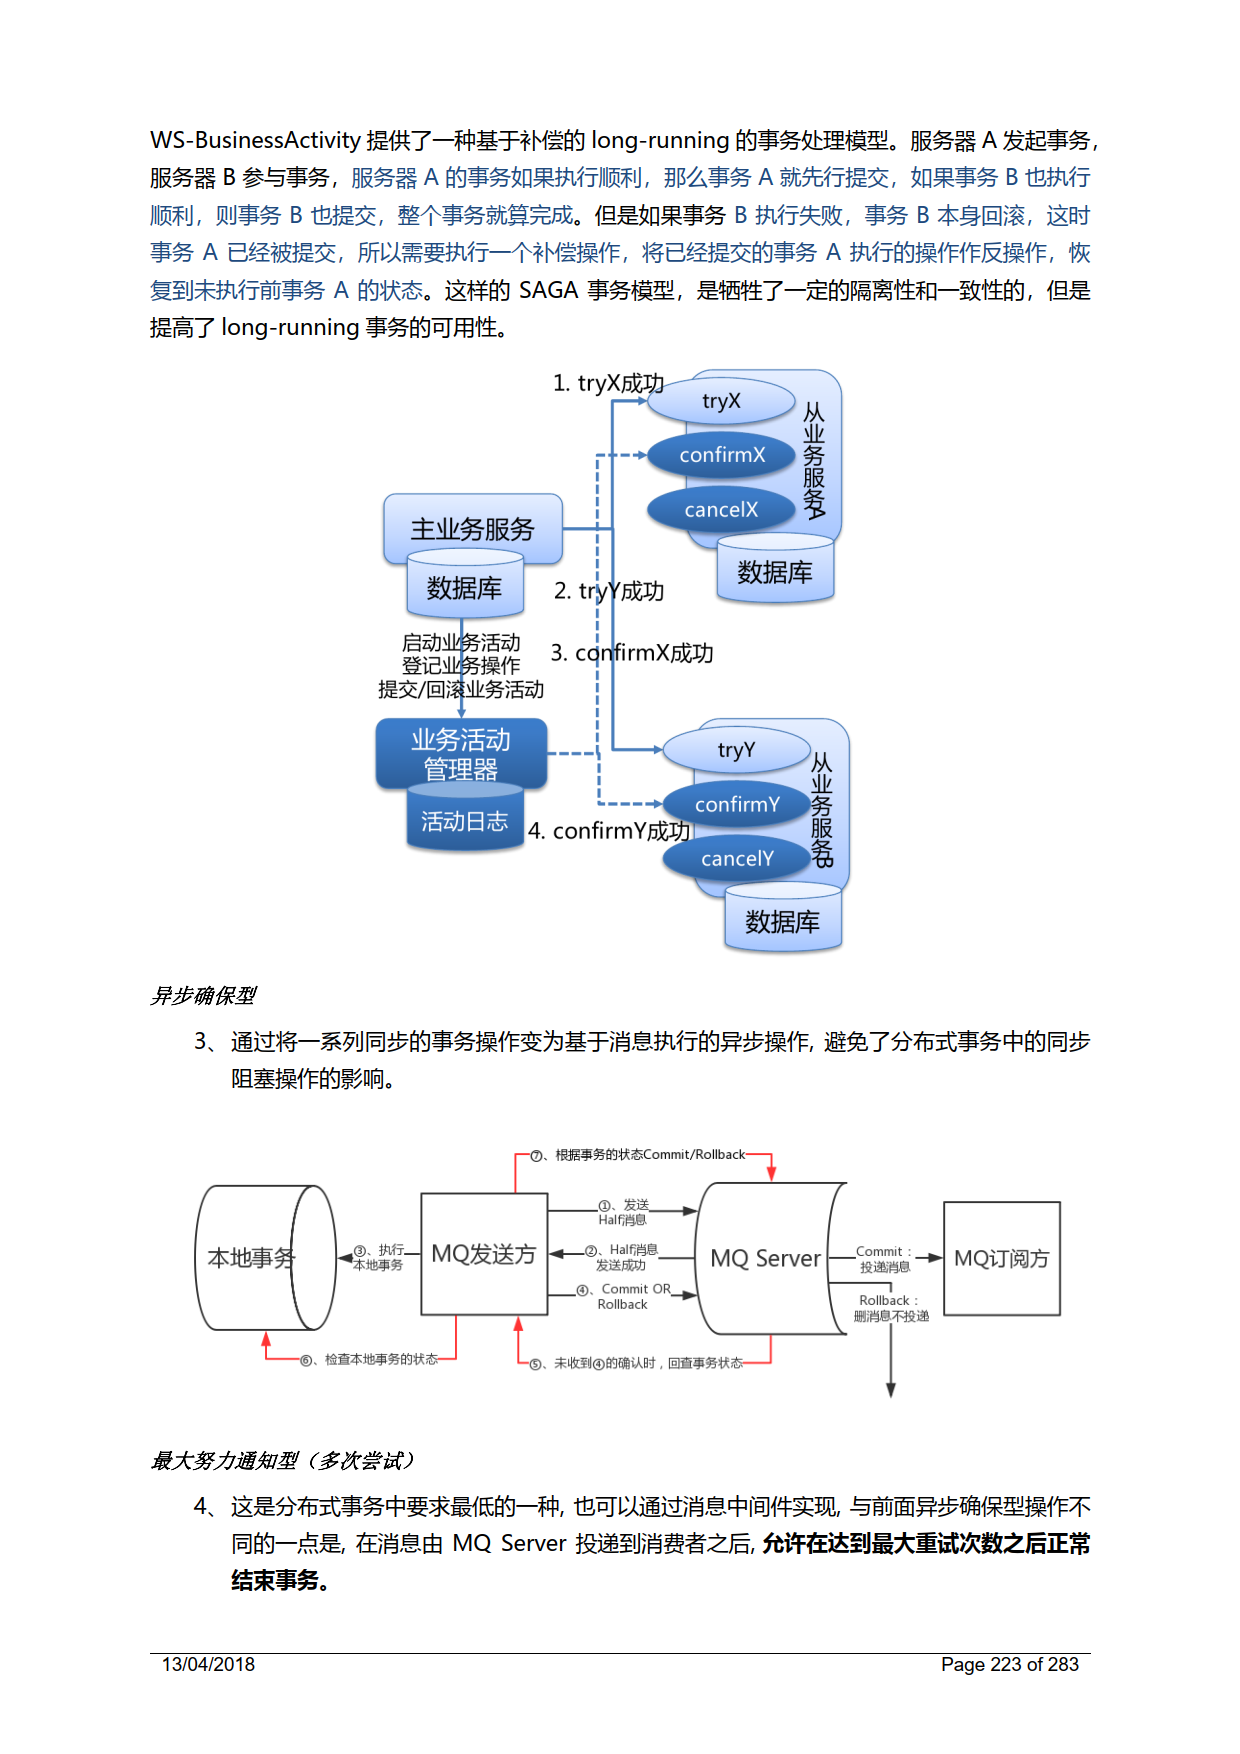 WS-BusinessActivity 提供了一种基于补偿的 long-running 的事务处理模型。服务器 A 发起事务，
服务器 B 参与事务，服务器 A 的事务如果执行顺利，那么事务 A 就先行提交，如果事务 B 也执行
顺利，则事务 B 也提交，整个事务就算完成。但是如果事务 B 执行失败，事务 B 本身回滚，这时
事务 A 已经被提交，所以需要执行一个补偿操作，将已经提交的事务 A 执行的操作作反操作，恢
复到未执行前事务 A 的状态。这样的 SAGA 事务模型，是牺牲了一定的隔离性和一致性的，但是
提高了 long-running 事务的可用性。
1. tryX成功
tryX
confirmX
cancelX
从业务服务A
数据库
主业务服务
数据库
2. tryY成功
启动业务活动
登记业务操作
提交/回滚业务活动
3. confirmX成功
业务活动
管理器
活动日志
tryY
confirmY
4. confirmY成功
cancelY
从业务服务B
数据库
异步确保型
3、 通过将一系列同步的事务操作变为基于消息执行的异步操作, 避免了分布式事务中的同步
阻塞操作的影响。
⑦、根据事务的状态Commit/Rollback
本地事务
③、执行
本地事务
MQ发送方
①、发送
Half消息
②、Half消息
发送成功
④、Commit OR
Rollback
MQ Server
Commit：
投递消息
MQ订阅方
Rollback：
删消息不投递
⑥、检查本地事务的状态
⑤、未收到④的确认时，回查事务状态
最大努力通知型（多次尝试）
4、 这是分布式事务中要求最低的一种, 也可以通过消息中间件实现, 与前面异步确保型操作不
同的一点是, 在消息由 MQ Server 投递到消费者之后, 允许在达到最大重试次数之后正常
结束事务。
13/04/2018
Page 223 of 283